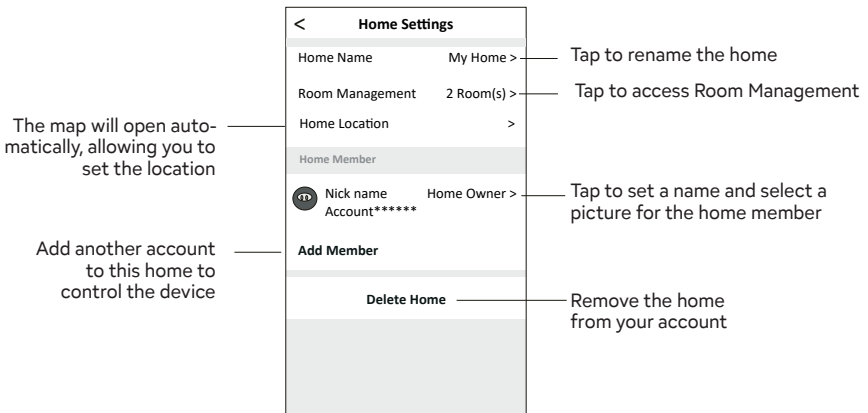 < Home Settings
Home Name My Home >
Tap to rename the home
Room Management 2 Room(s) >
Tap to access Room Management
Home Location >
The map will open auto-
matically, allowing you to
set the location
Home Member
Nick name Home Owner >
Account******
Tap to set a name and select a
picture for the home member
Add another account
to this home to
control the device
Add Member
Delete Home
Remove the home
from your account